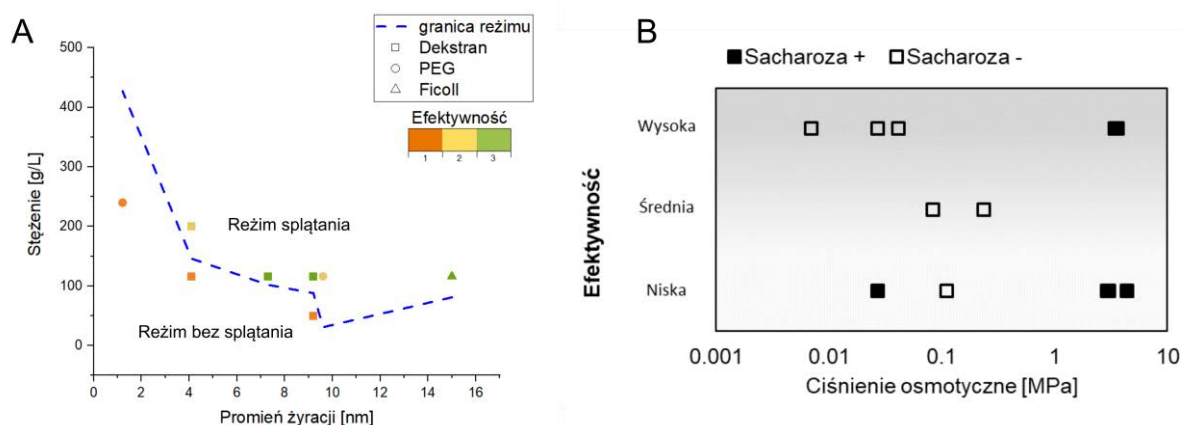 A
granica reżimu
Dekstran
PEG
Ficoll
Efektywność
1 2 3
500
400
300
200
100
0
Stężenie [g/L]
Reżim splątania
Reżim bez splątania
0 2 4 6 8 10 12 14 16
Promień żyracji [nm]
B
Sacharoza + Sacharoza -
Efektywność
Wysoka
Średnia
Niska
0.001 0.01 0.1 1 10
Ciśnienie osmotyczne [MPa]